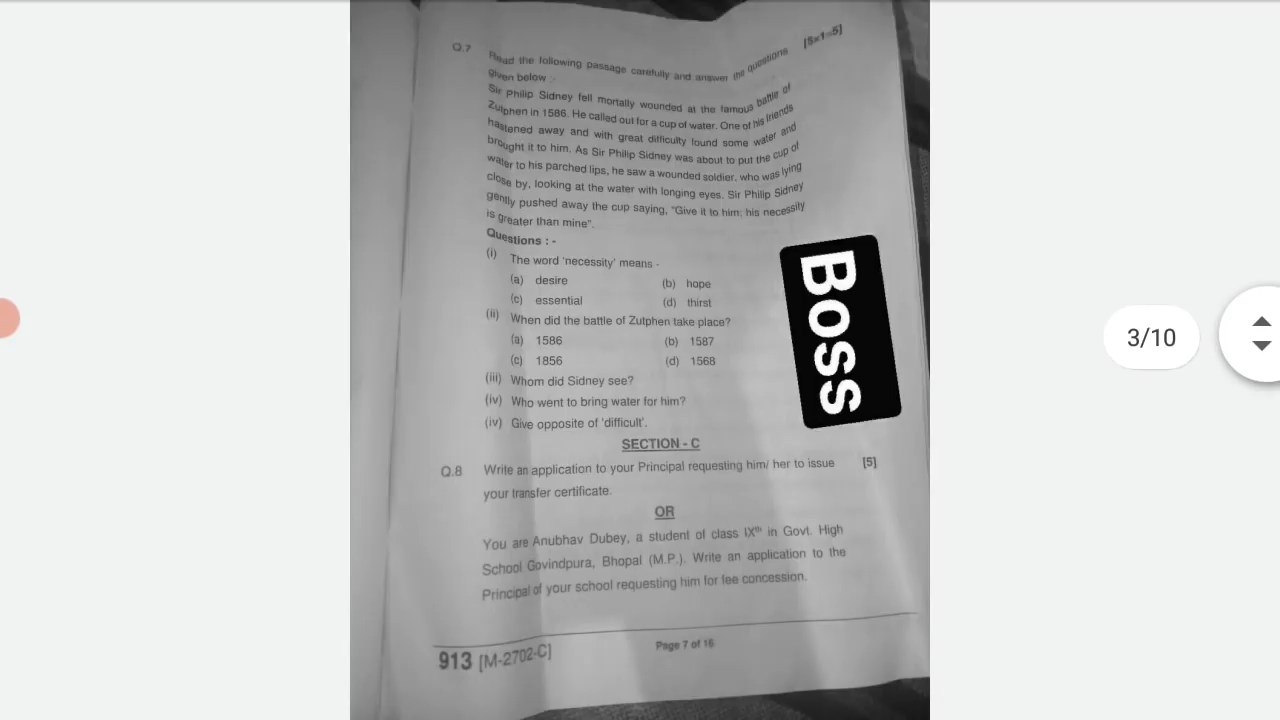 Q.7 Read the following passage carefully and answer the questions [5×1=5]
given below :-
Sir Philip Sidney fell mortally wounded at the famous battle of
Zutphen in 1586. He called out for a cup of water. One of his friends
hastened away and with great difficulty found some water and
brought it to him. As Sir Philip Sidney was about to put the cup of
water to his parched lips, he saw a wounded soldier, who was lying
close by, looking at the water with longing eyes. Sir Philip Sidney
gently pushed away the cup saying, "Give it to him; his necessity
is greater than mine".
Questions : -
(i) The word 'necessity' means -
(a) desire (b) hope
(c) essential (d) thirst
(ii) When did the battle of Zutphen take place?
(a) 1586 (b) 1587
(c) 1856 (d) 1568
(iii) Whom did Sidney see?
(iv) Who went to bring water for him?
(iv) Give opposite of 'difficult'.
SECTION - C
Q.8 Write an application to your Principal requesting him/ her to issue [5]
your transfer certificate.
OR
You are Anubhav Dubey, a student of class IXth in Govt. High
School Govindpura, Bhopal (M.P.). Write an application to the
Principal of your school requesting him for fee concession.
913 [M-2702-C] Page 7 of 16
Boss
3/10